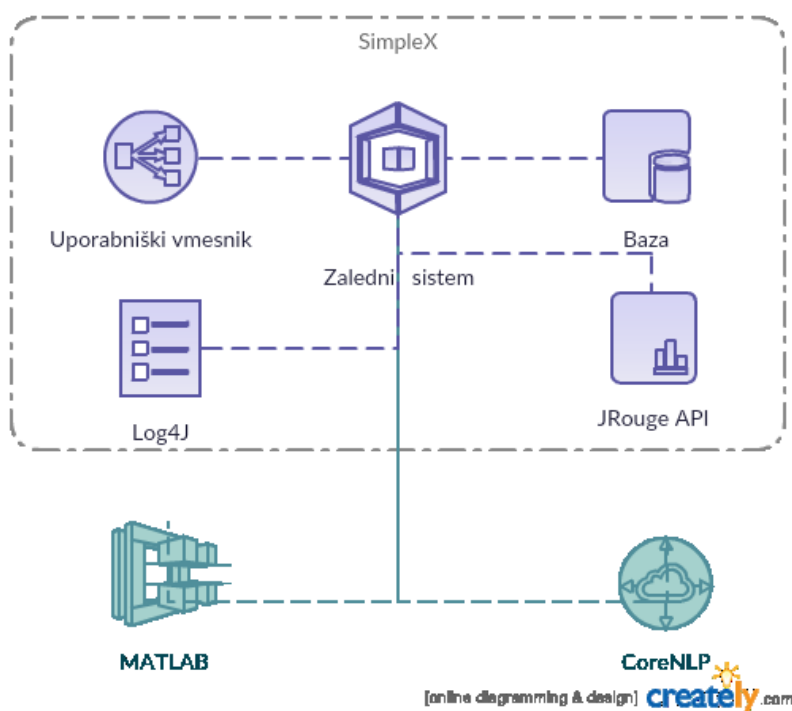 SimpleX
Uporabniški vmesnik
Baza
Zaledni sistem
Log4J
JRouge API
MATLAB
CoreNLP
[online diagramming & design] creately.com